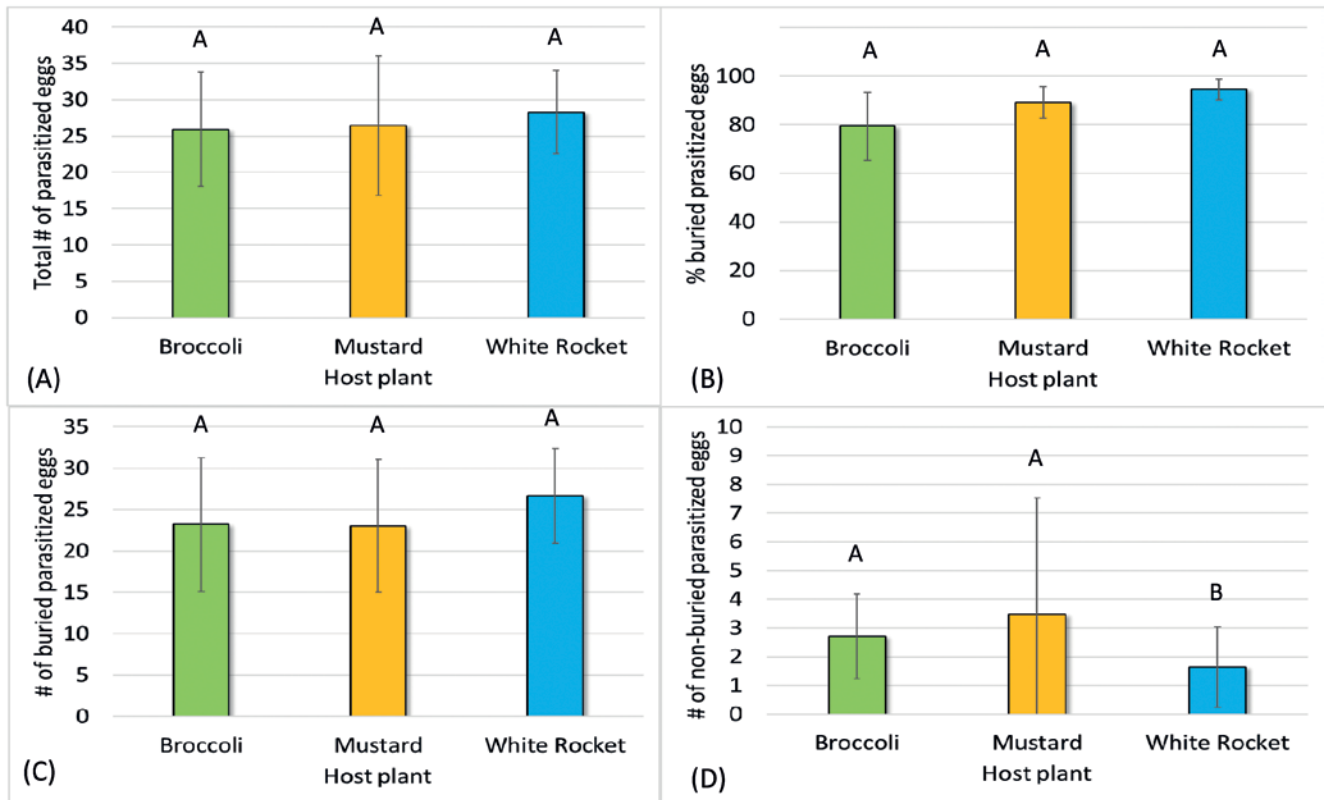 40
35
30
25
20
15
10
5
0
Total # of parasitized eggs
A
A
A
Broccoli
Mustard
White Rocket
Host plant
(A)
100
80
60
40
20
0
% buried prasitized eggs
A
A
A
Broccoli
Mustard
White Rocket
Host plant
(B)
35
30
25
20
15
10
5
0
# of buried parasitized eggs
A
A
A
Broccoli
Mustard
White Rocket
Host plant
(C)
10
9
8
7
6
5
4
3
2
1
0
# of non-buried parasitized eggs
A
A
B
Broccoli
Mustard
White Rocket
Host plant
(D)